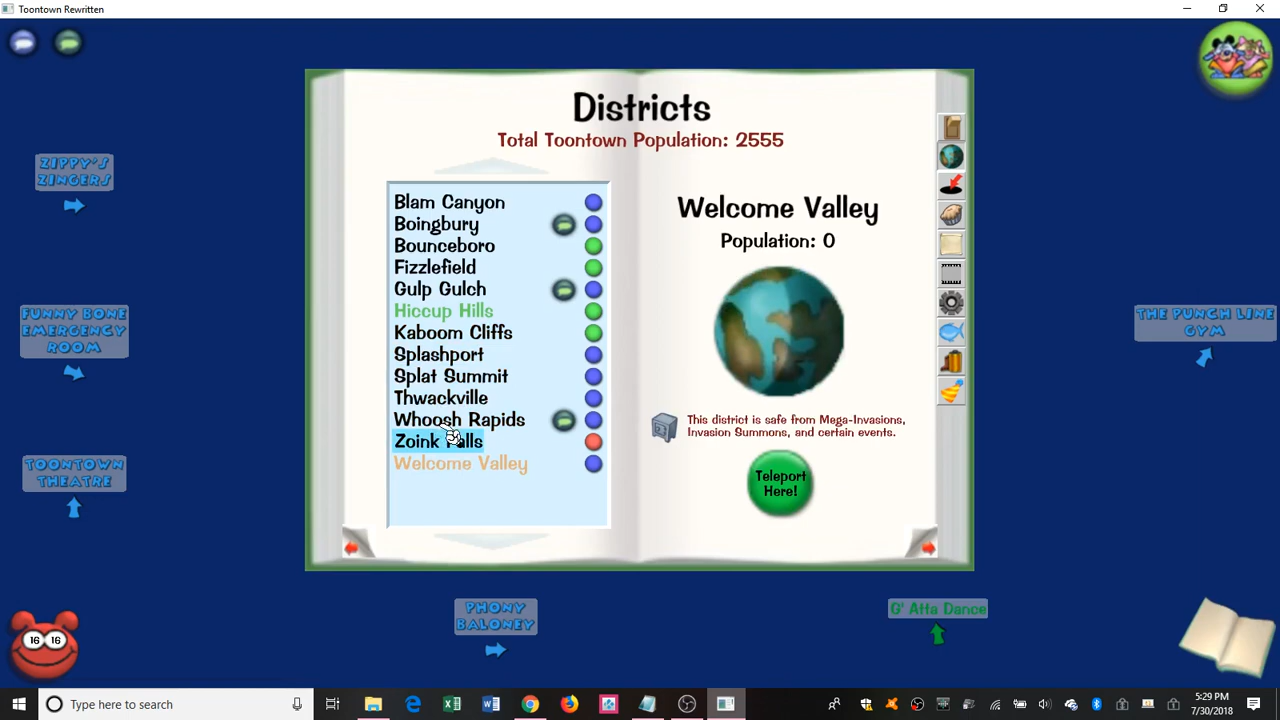 Toontown Rewritten
Districts
Total Toontown Population: 2555
ZIPPY'S
ZINGERS
Blam Canyon
Boingbury
Bounceboro
Fizzlefield
Gulp Gulch
Hiccup Hills
Kaboom Cliffs
Splashport
Splat Summit
Thwackville
Whoosh Rapids
Zoink Falls
Welcome Valley
Welcome Valley
Population: 0
This district is safe from Mega-Invasions,
Invasion Summons, and certain events.
Teleport
Here!
FUNNY BONE
EMERGENCY
ROOM
THE PUNCH LINE
GYM
TOONTOWN
THEATRE
PHONY
BALONEY
G' Atta Dance
16 16
Type here to search
5:29 PM
7/30/2018